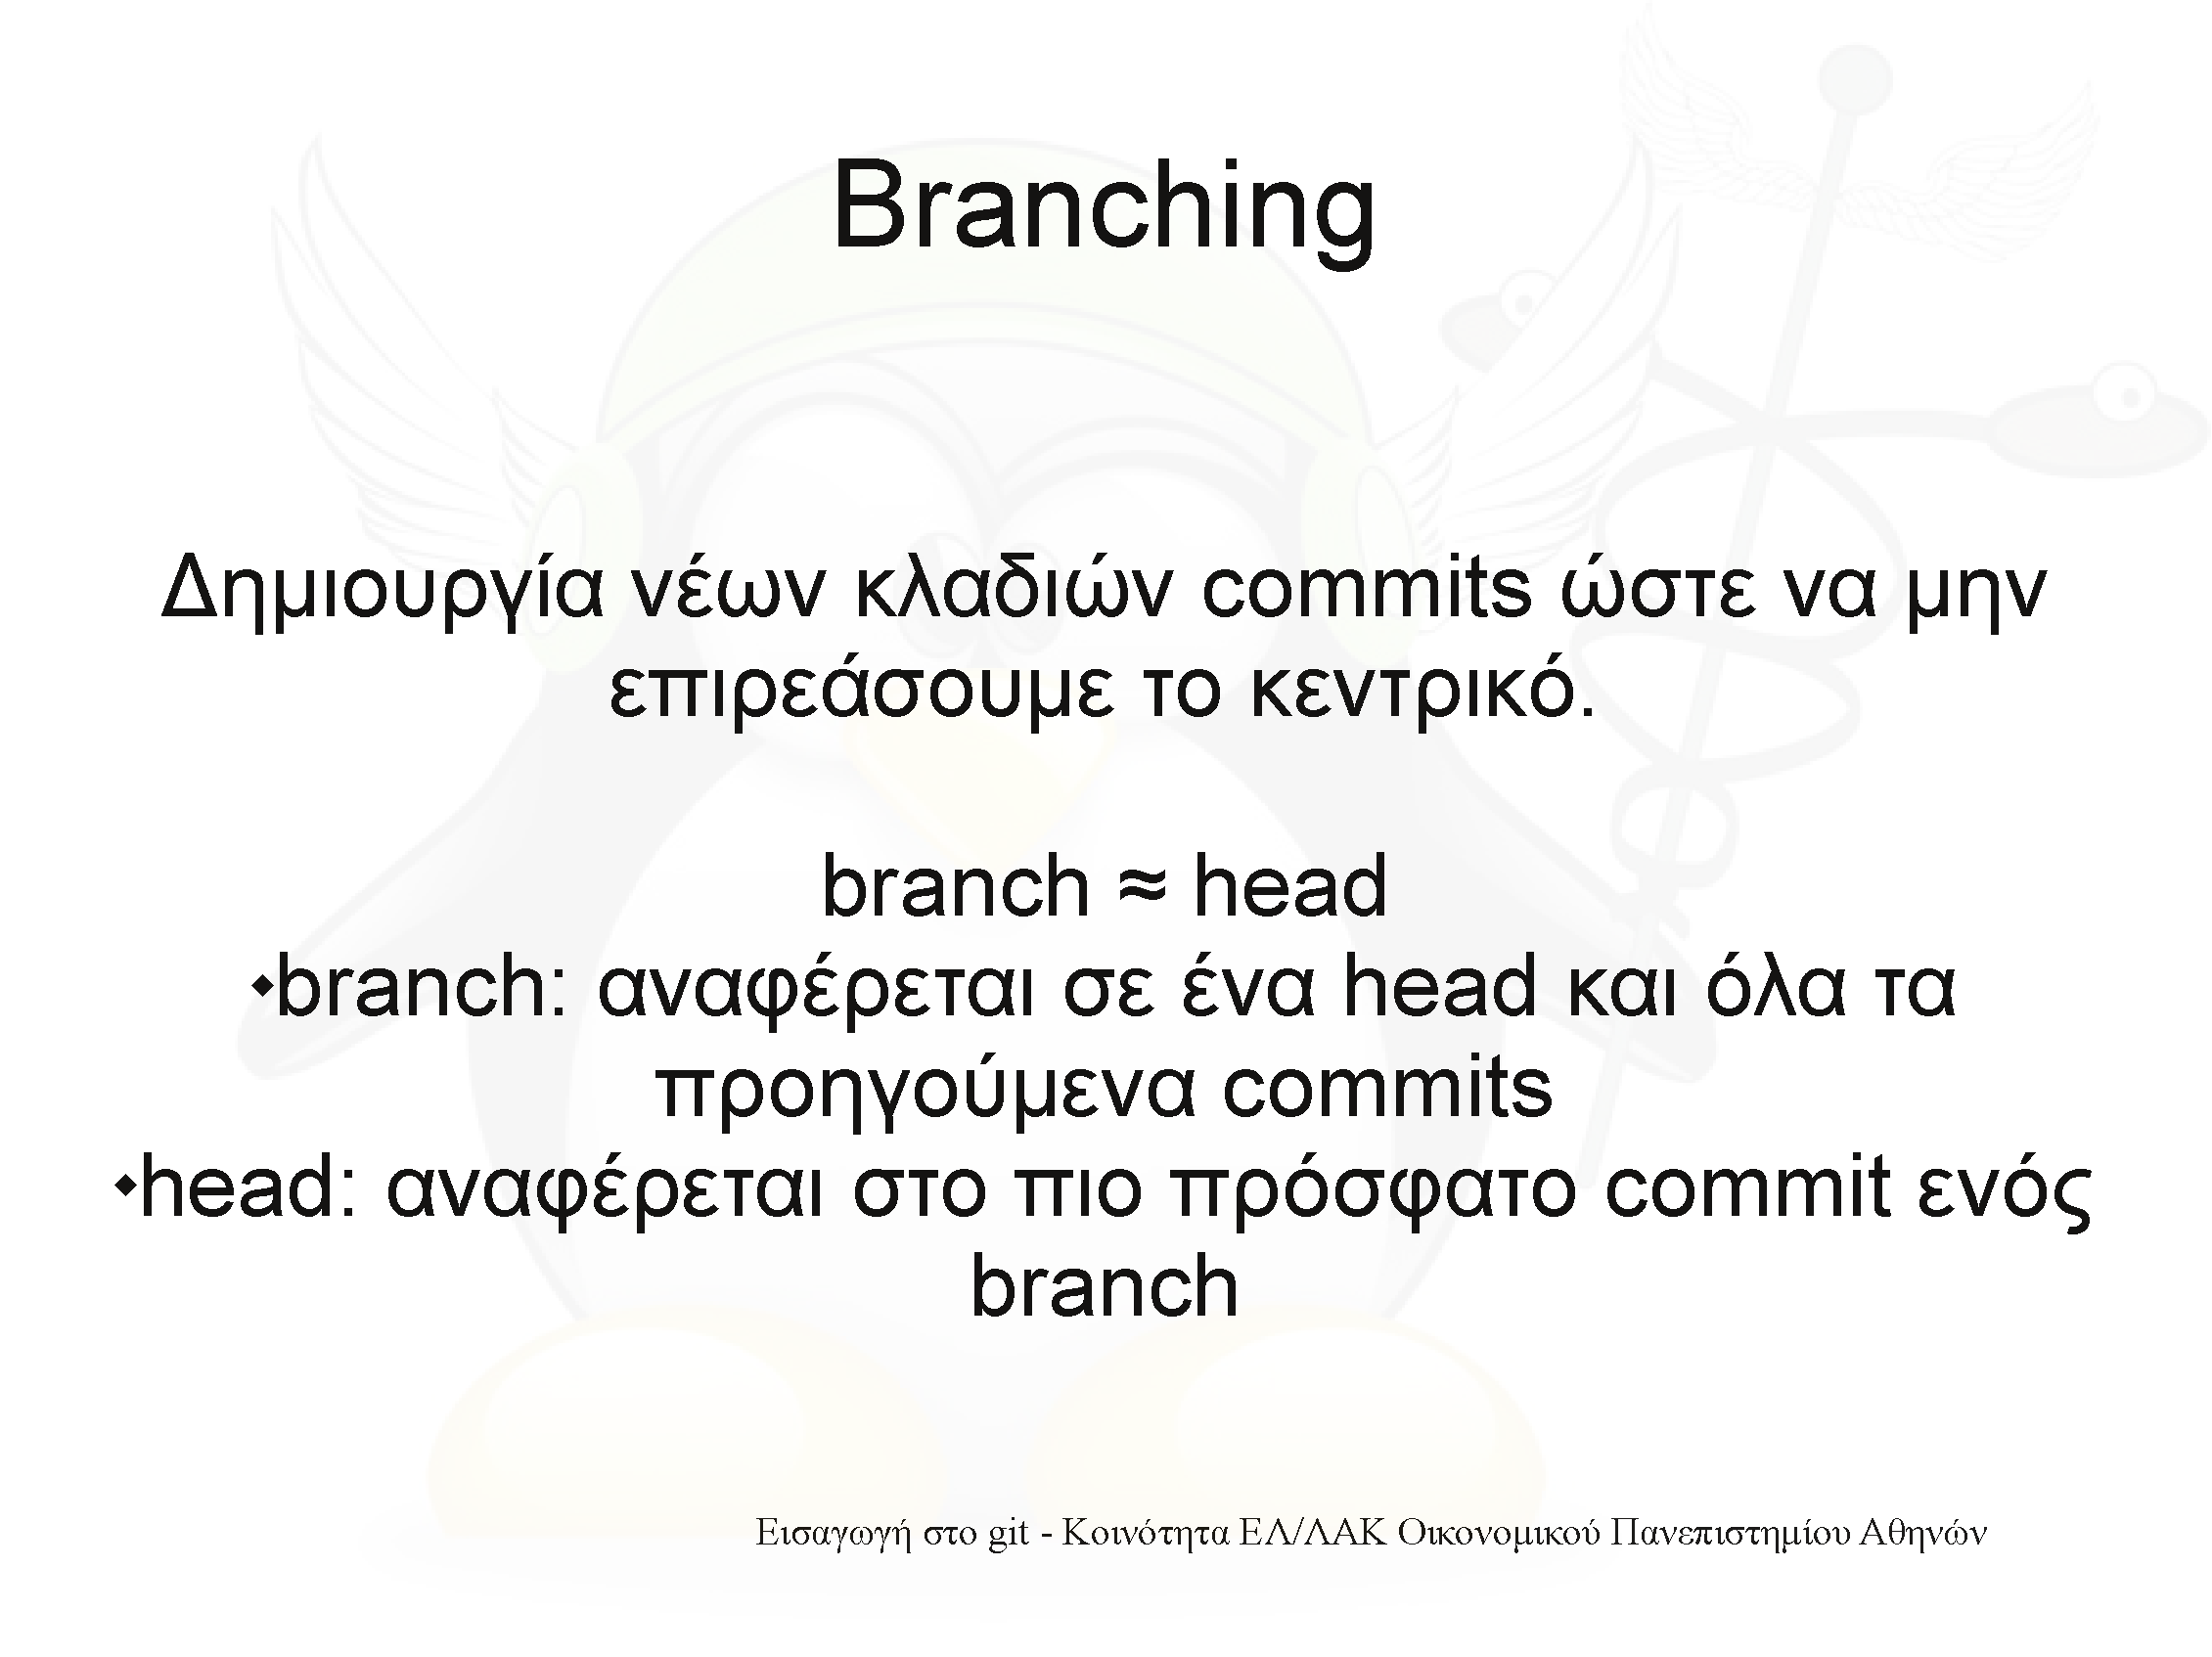 Branching
Δημιουργία νέων κλαδιών commits ώστε να μην
επιρεάσουμε το κεντρικό.
branch ≈ head
◆branch: αναφέρεται σε ένα head και όλα τα
προηγούμενα commits
◆head: αναφέρεται στο πιο πρόσφατο commit ενός
branch
Εισαγωγή στο git - Κοινότητα ΕΛ/ΛΑΚ Οικονομικού Πανεπιστημίου Αθηνών